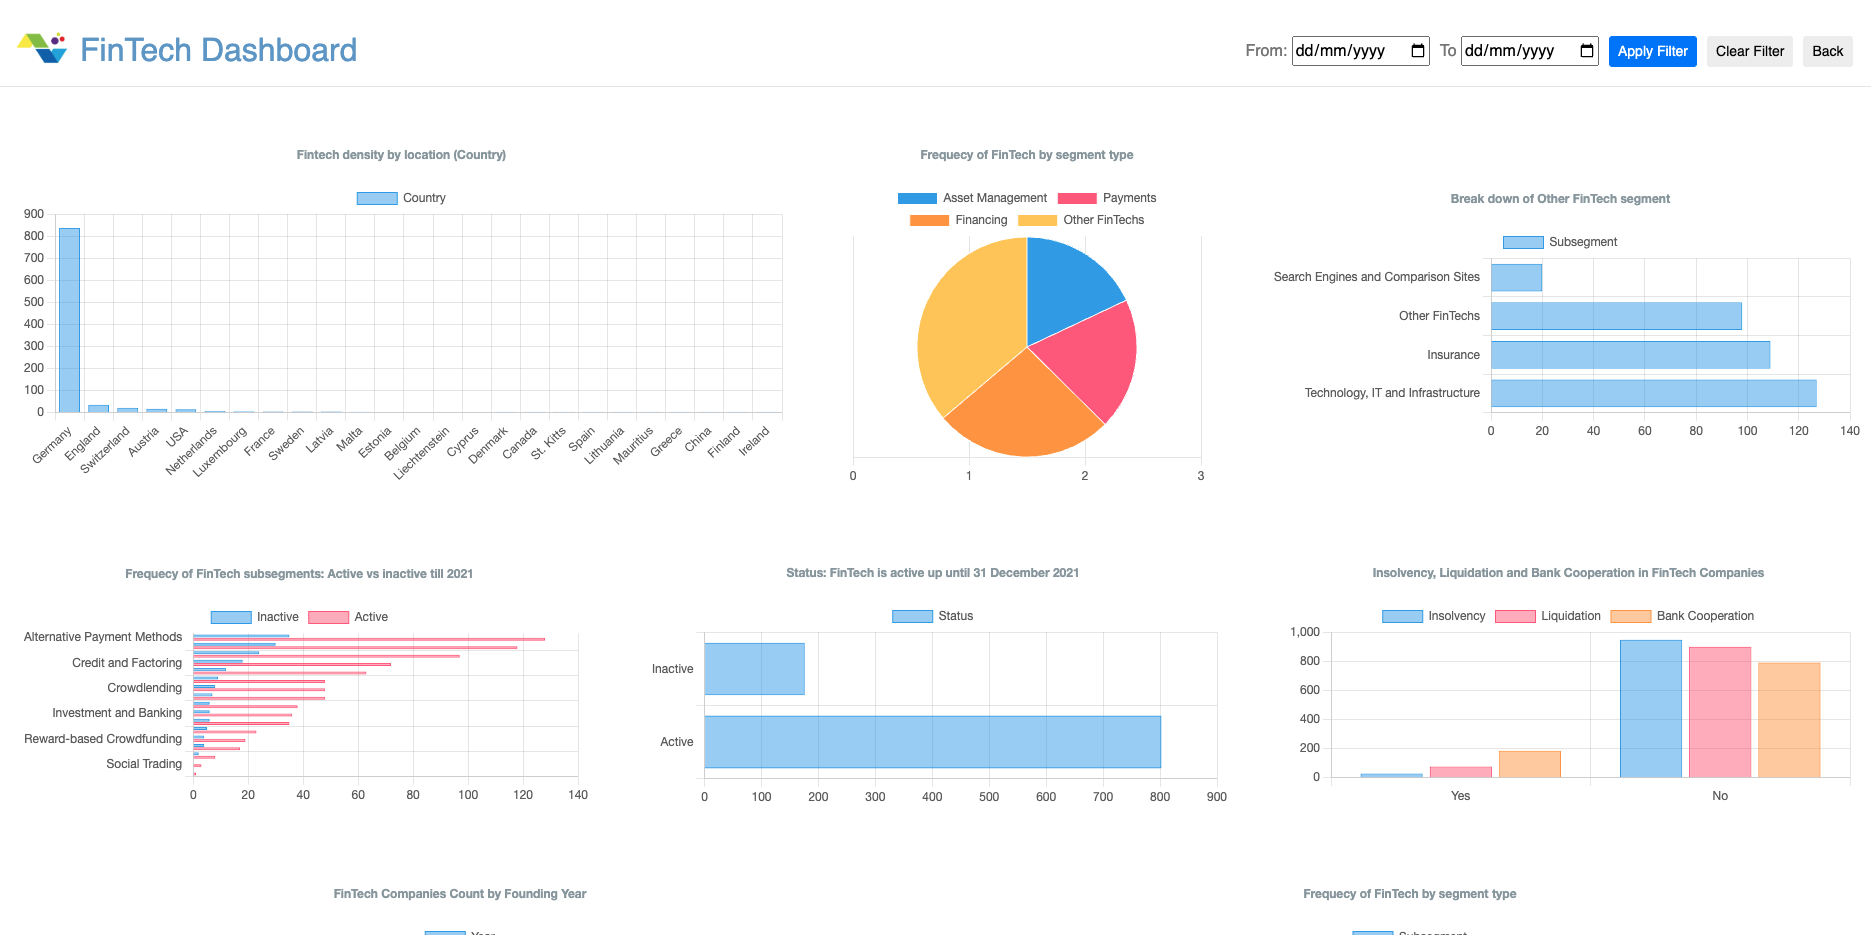 FinTech Dashboard
From: dd/mm/yyyy To dd/mm/yyyy Apply Filter Clear Filter Back
Fintech density by location (Country)
Country
900
800
700
600
500
400
300
200
100
0
Germany
England
Switzerland
Austria
USA
Netherlands
Luxembourg
France
Sweden
Latvia
Malta
Estonia
Belgium
Liechtenstein
Cyprus
Denmark
Canada
St. Kitts
Spain
Lithuania
Mauritius
Greece
China
Finland
Ireland
Frequecy of FinTech by segment type
Asset Management Payments
Financing Other FinTechs
0 1 2 3
Break down of Other FinTech segment
Subsegment
Search Engines and Comparison Sites
Other FinTechs
Insurance
Technology, IT and Infrastructure
0 20 40 60 80 100 120 140
Frequecy of FinTech subsegments: Active vs inactive till 2021
Inactive Active
Alternative Payment Methods
Credit and Factoring
Crowdlending
Investment and Banking
Reward-based Crowdfunding
Social Trading
0 20 40 60 80 100 120 140
Status: FinTech is active up until 31 December 2021
Status
Inactive
Active
0 100 200 300 400 500 600 700 800 900
Insolvency, Liquidation and Bank Cooperation in FinTech Companies
Insolvency Liquidation Bank Cooperation
1,000
800
600
400
200
0
Yes No
FinTech Companies Count by Founding Year
Year
Frequecy of FinTech by segment type
Subsegment